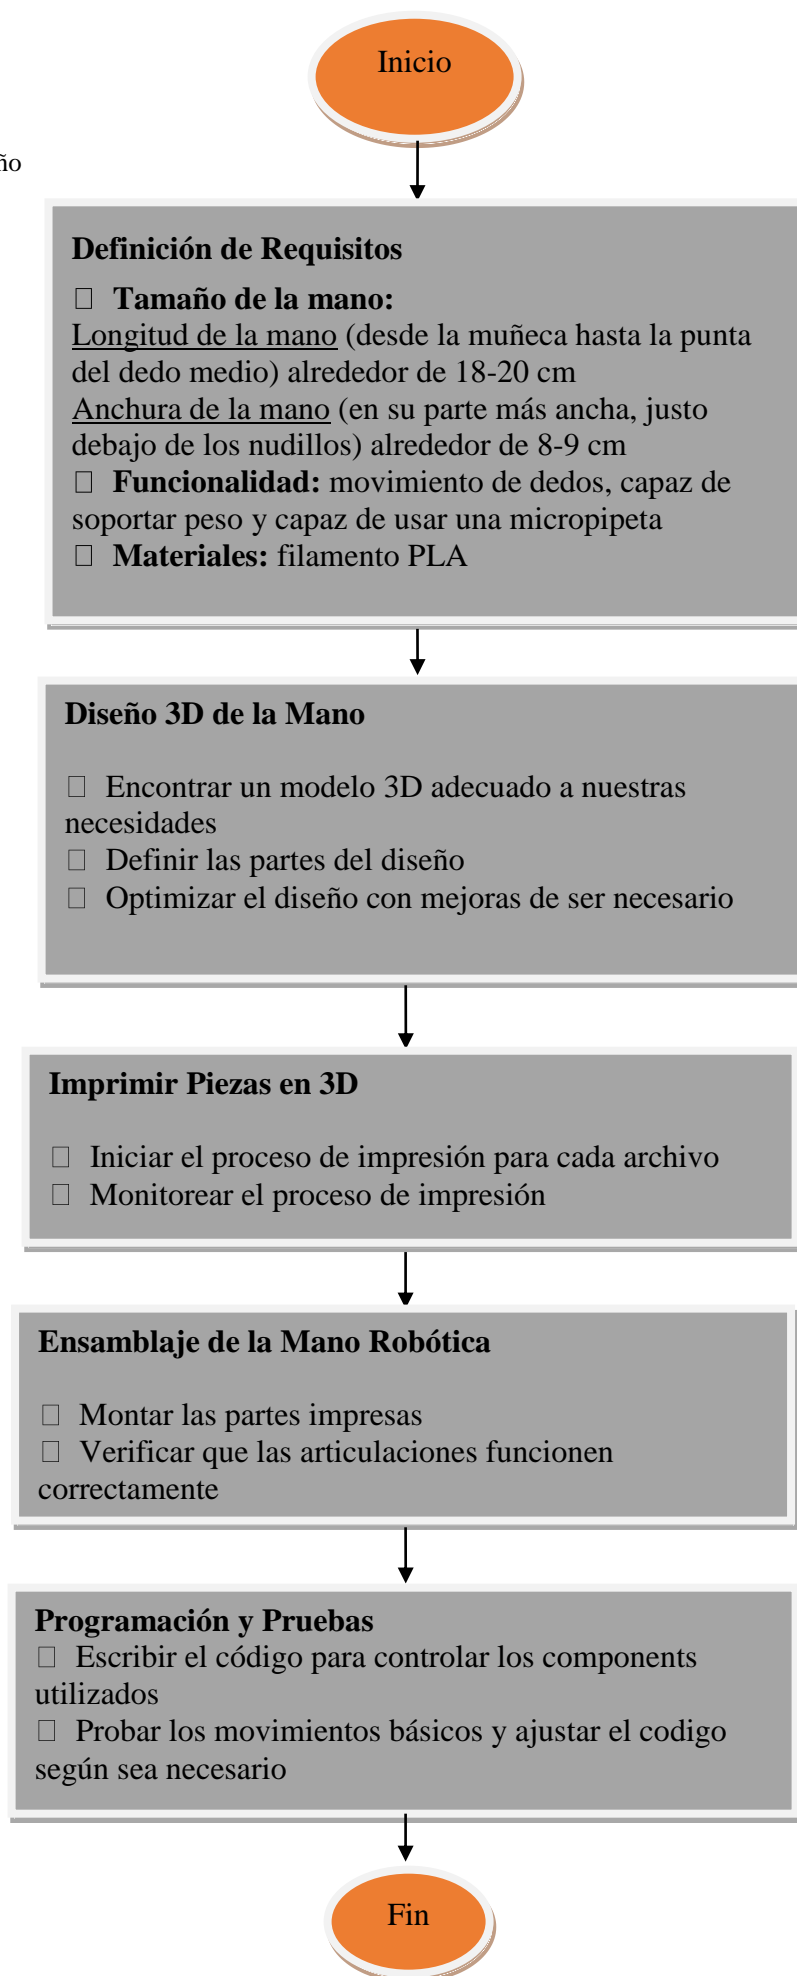 Inicio
ño
Definición de Requisitos
□ Tamaño de la mano:
Longitud de la mano (desde la muñeca hasta la punta
del dedo medio) alrededor de 18-20 cm
Anchura de la mano (en su parte más ancha, justo
debajo de los nudillos) alrededor de 8-9 cm
□ Funcionalidad: movimiento de dedos, capaz de
soportar peso y capaz de usar una micropipeta
□ Materiales: filamento PLA
Diseño 3D de la Mano
□ Encontrar un modelo 3D adecuado a nuestras
necesidades
□ Definir las partes del diseño
□ Optimizar el diseño con mejoras de ser necesario
Imprimir Piezas en 3D
□ Iniciar el proceso de impresión para cada archivo
□ Monitorear el proceso de impresión
Ensamblaje de la Mano Robótica
□ Montar las partes impresas
□ Verificar que las articulaciones funcionen
correctamente
Programación y Pruebas
□ Escribir el código para controlar los components
utilizados
□ Probar los movimientos básicos y ajustar el codigo
según sea necesario
Fin